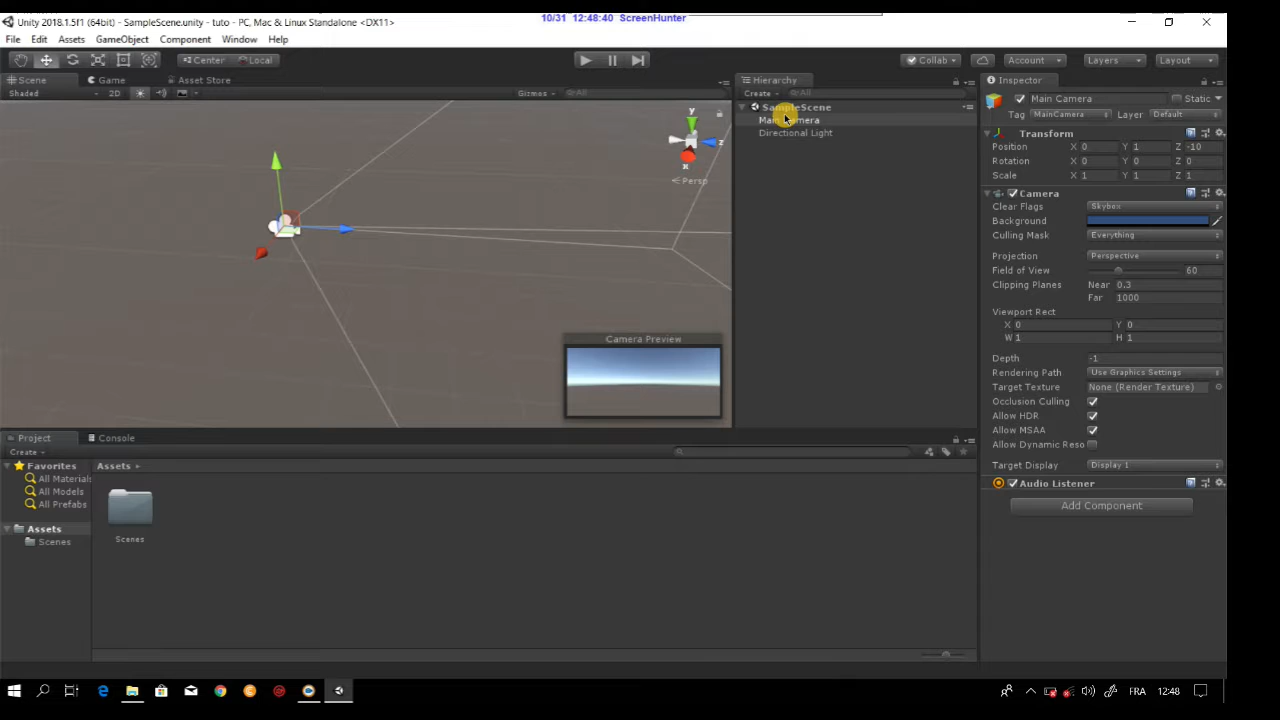 10/31 12:48:40 ScreenHunter
Unity 2018.1.5f1 (64bit) - SampleScene.unity - tuto - PC, Mac & Linux Standalone <DX11>
File Edit Assets GameObject Component Window Help
Center Local Collab Account Layers Layout
Scene Game Asset Store
Shaded 2D Gizmos All
y
z
x
Persp
Camera Preview
Hierarchy
Create All
SampleScene
Main Camera
Directional Light
Inspector
Main Camera Static
Tag MainCamera Layer Default
Transform
Position X 0 Y 1 Z -10
Rotation X 0 Y 0 Z 0
Scale X 1 Y 1 Z 1
Camera
Clear Flags Skybox
Background
Culling Mask Everything
Projection Perspective
Field of View 60
Clipping Planes Near 0.3
Far 1000
Viewport Rect
X 0 Y 0
W 1 H 1
Depth -1
Rendering Path Use Graphics Settings
Target Texture None (Render Texture)
Occlusion Culling
Allow HDR
Allow MSAA
Allow Dynamic Reso
Target Display Display 1
Audio Listener
Add Component
Project Console
Create
Favorites
All Materials
All Models
All Prefabs
Assets
Scenes
Assets
Scenes
FRA 12:48